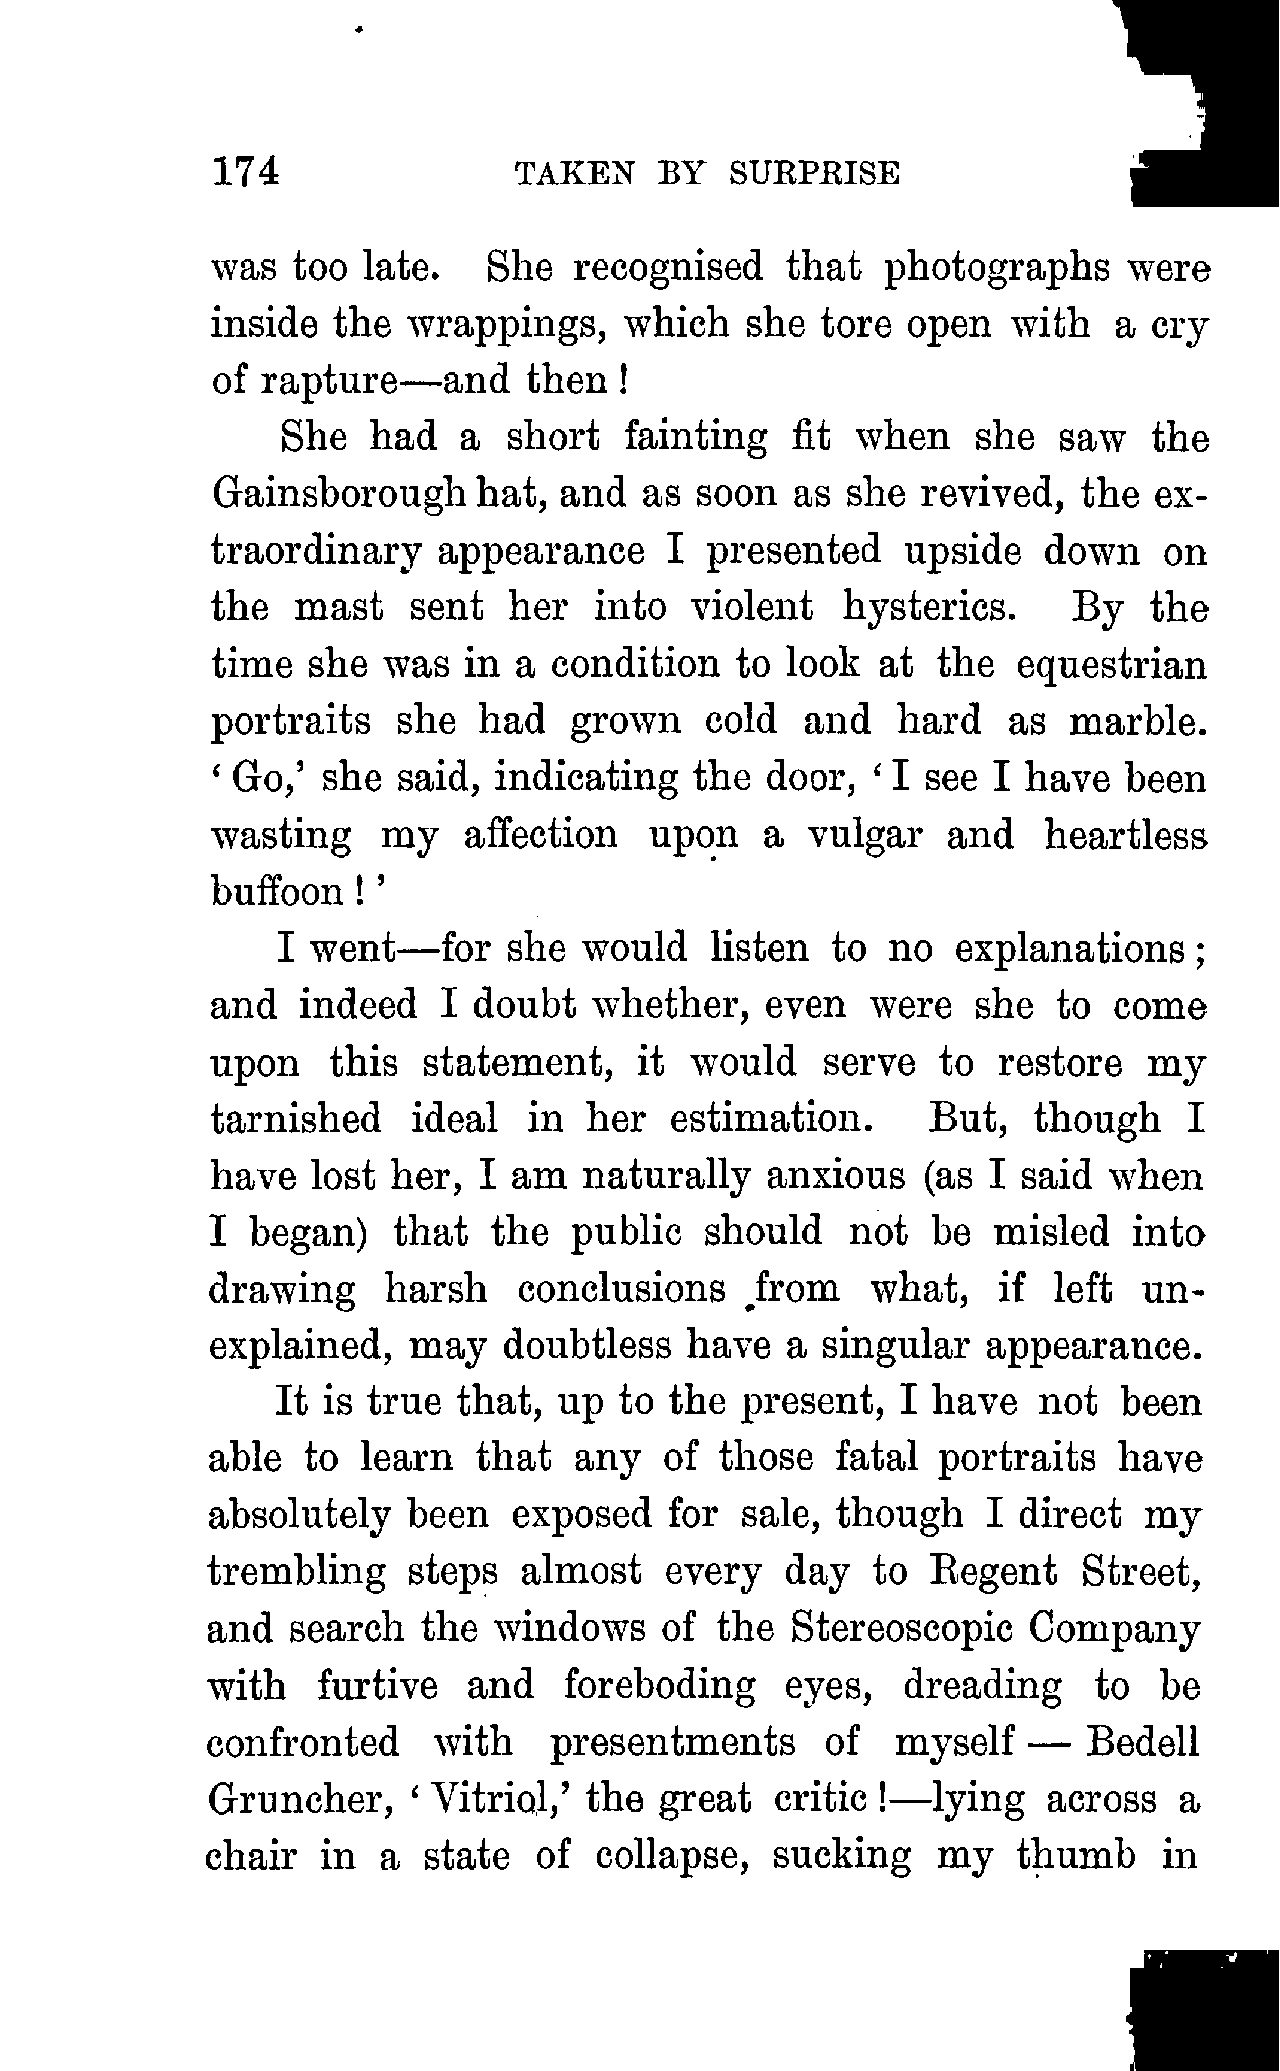 174 TAKEN BY SURPRISE
was too late. She recognised that photographs were
inside the wrappings, which she tore open with a cry
of rapture—and then !
She had a short fainting fit when she saw the
Gainsborough hat, and as soon as she revived, the ex-
traordinary appearance I presented upside down on
the mast sent her into violent hysterics. By the
time she was in a condition to look at the equestrian
portraits she had grown cold and hard as marble.
‘ Go,’ she said, indicating the door, ‘ I see I have been
wasting my affection upon a vulgar and heartless
buffoon ! ’
I went—for she would listen to no explanations ;
and indeed I doubt whether, even were she to come
upon this statement, it would serve to restore my
tarnished ideal in her estimation. But, though I
have lost her, I am naturally anxious (as I said when
I began) that the public should not be misled into
drawing harsh conclusions from what, if left un-
explained, may doubtless have a singular appearance.
It is true that, up to the present, I have not been
able to learn that any of those fatal portraits have
absolutely been exposed for sale, though I direct my
trembling steps almost every day to Regent Street,
and search the windows of the Stereoscopic Company
with furtive and foreboding eyes, dreading to be
confronted with presentments of myself — Bedell
Gruncher, ‘ Vitriol,’ the great critic !—lying across a
chair in a state of collapse, sucking my thumb in